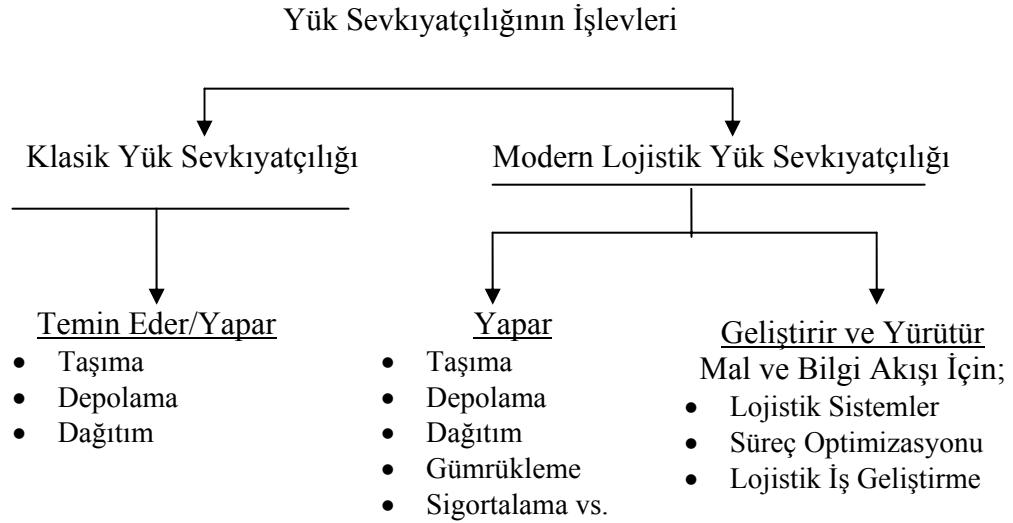 Yük Sevkıyatçılığının İşlevleri
Klasik Yük Sevkıyatçılığı
Modern Lojistik Yük Sevkıyatçılığı
Temin Eder/Yapar
• Taşıma
• Depolama
• Dağıtım
Yapar
• Taşıma
• Depolama
• Dağıtım
• Gümrükleme
• Sigortalama vs.
Geliştirir ve Yürütür
Mal ve Bilgi Akışı İçin;
• Lojistik Sistemler
• Süreç Optimizasyonu
• Lojistik İş Geliştirme